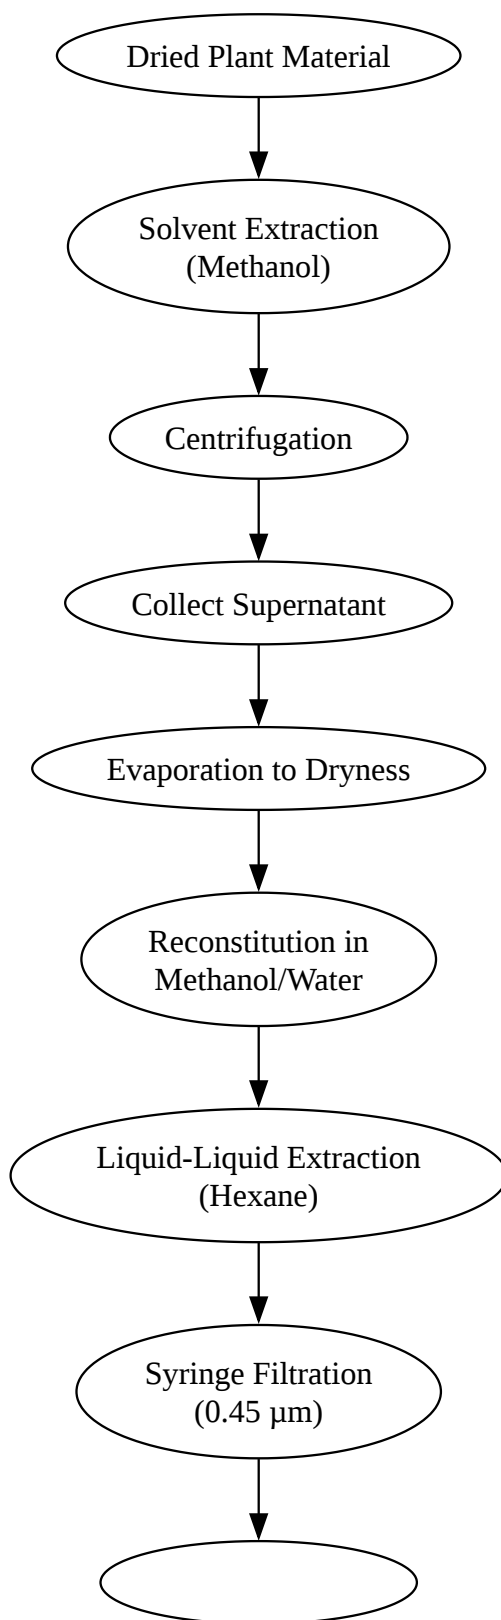 Dried Plant Material
Solvent Extraction
(Methanol)
Centrifugation
Collect Supernatant
Evaporation to Dryness
Reconstitution in
Methanol/Water
Liquid-Liquid Extraction
(Hexane)
Syringe Filtration
(0.45 µm)